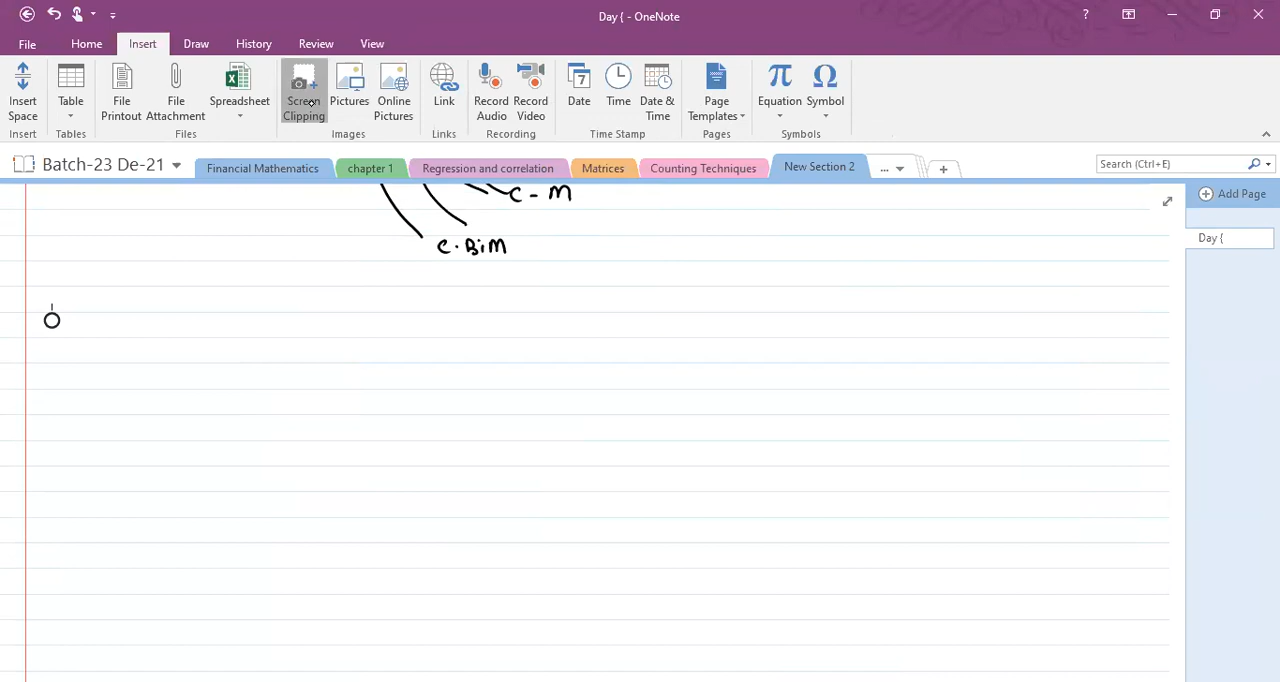 Day { - OneNote
?
File Home Insert Draw History Review View
Insert Space
Table
File Printout
File Attachment
Spreadsheet
Screen Clipping
Pictures
Online Pictures
Link
Record Audio
Record Video
Date
Time
Date & Time
Page Templates
Equation
Symbol
Insert Tables Files Images Links Recording Time Stamp Pages Symbols
Batch-23 De-21 Financial Mathematics chapter 1 Regression and correlation Matrices Counting Techniques New Section 2 ... Search (Ctrl+E)
Add Page
Day {
C - M
C. BiM